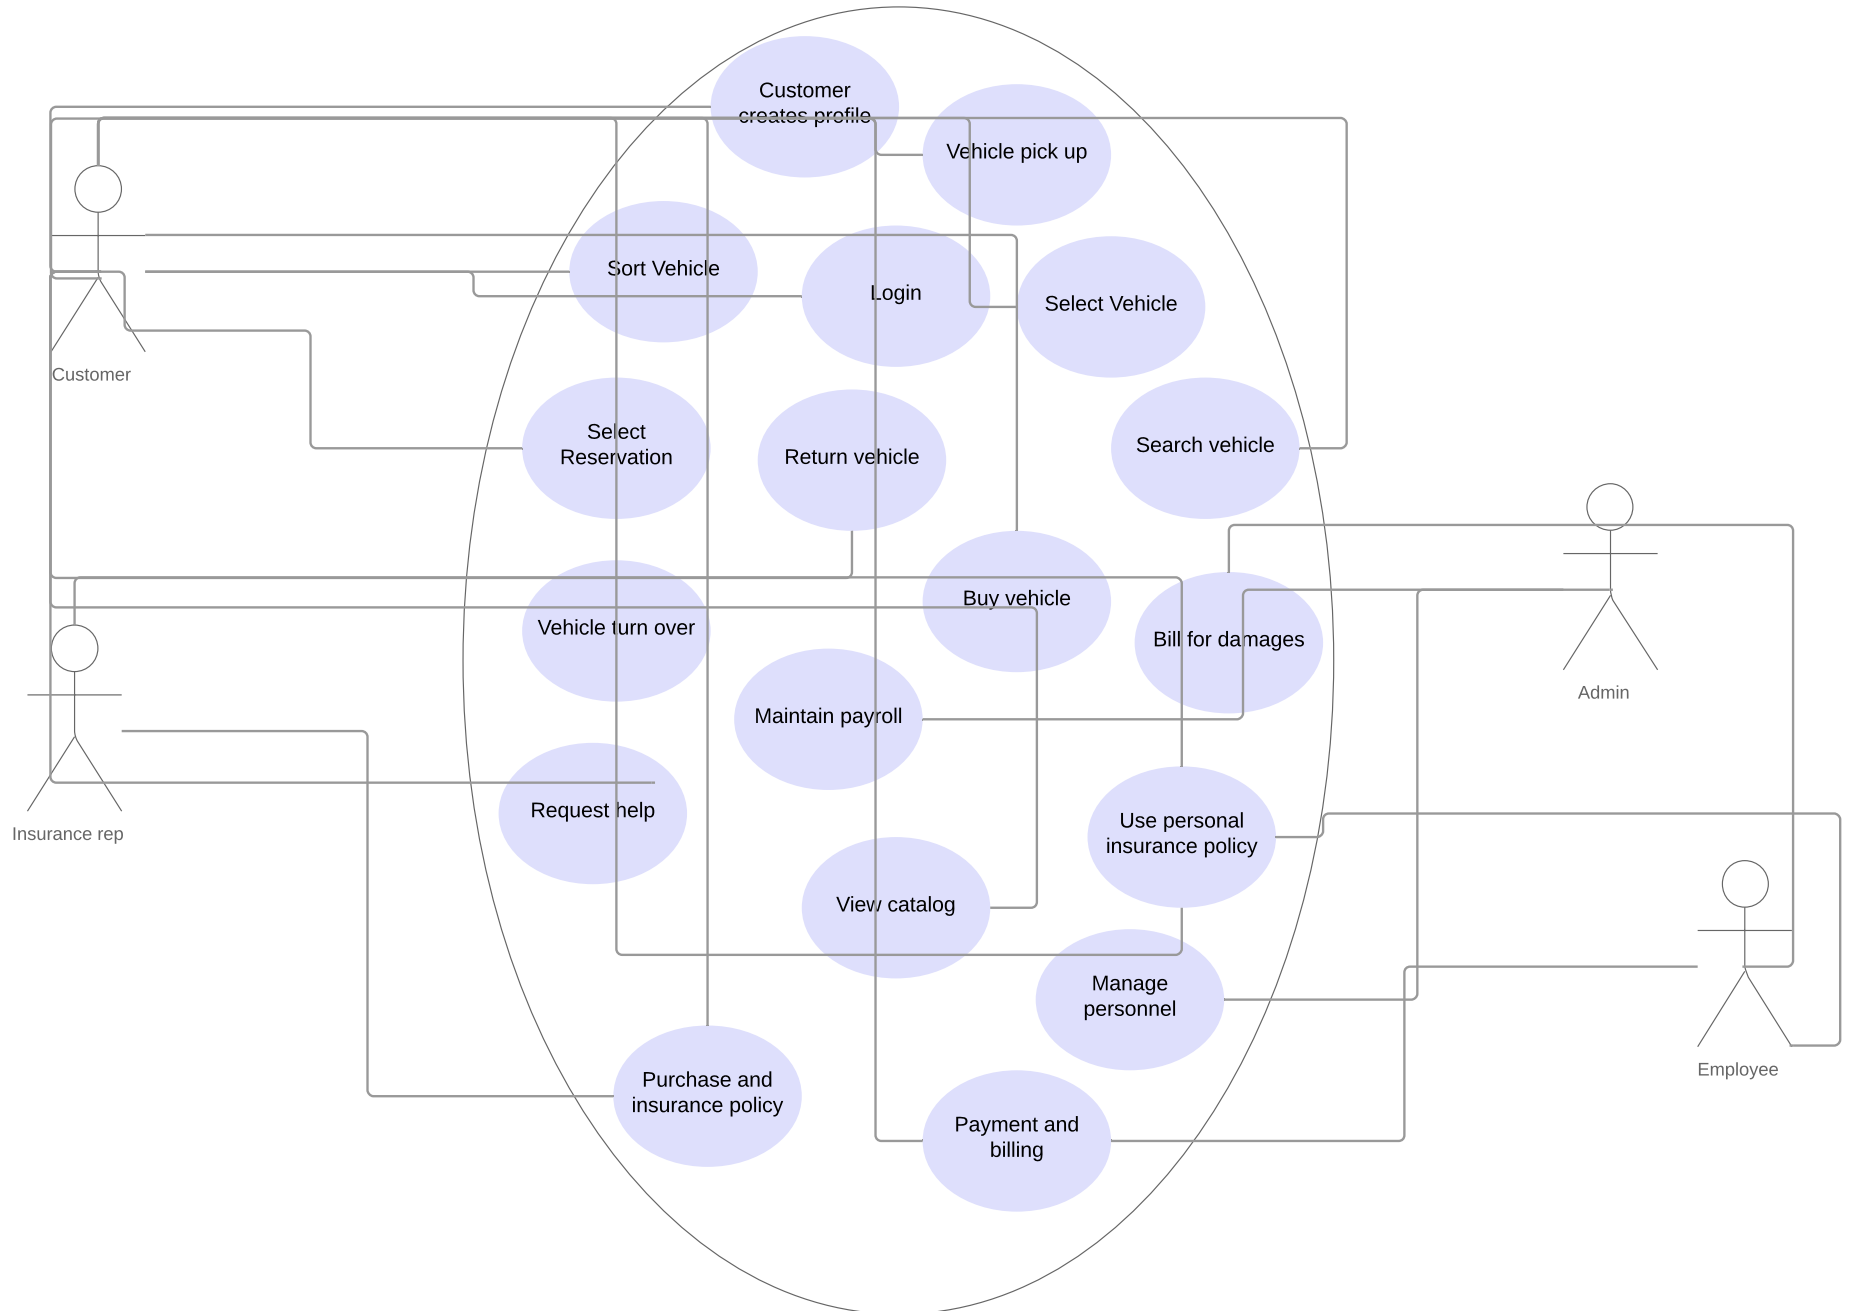 Customer
creates profile
Vehicle pick up
Sort Vehicle
Login
Select Vehicle
Customer
Select
Reservation
Return vehicle
Search vehicle
Buy vehicle
Vehicle turn over
Bill for damages
Admin
Maintain payroll
Insurance rep
Request help
Use personal
insurance policy
View catalog
Manage
personnel
Employee
Purchase and
insurance policy
Payment and
billing